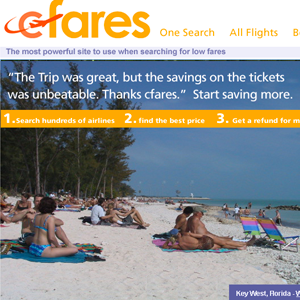 cfares
One Search All Flights
The most powerful site to use when searching for low fares
“The Trip was great, but the savings on the tickets
was unbeatable. Thanks cfares.” Start saving more.
1.Search hundreds of airlines 2. find the best price 3. Get a refund for m
Key West, Florida -